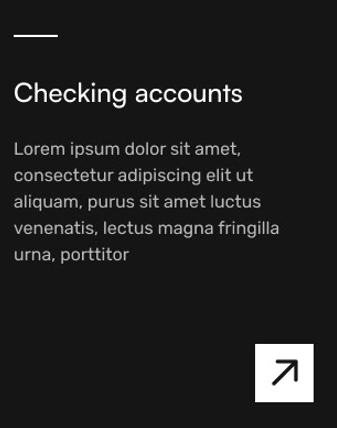 Checking accounts
Lorem ipsum dolor sit amet,
consectetur adipiscing elit ut
aliquam, purus sit amet luctus
venenatis, lectus magna fringilla
urna, porttitor